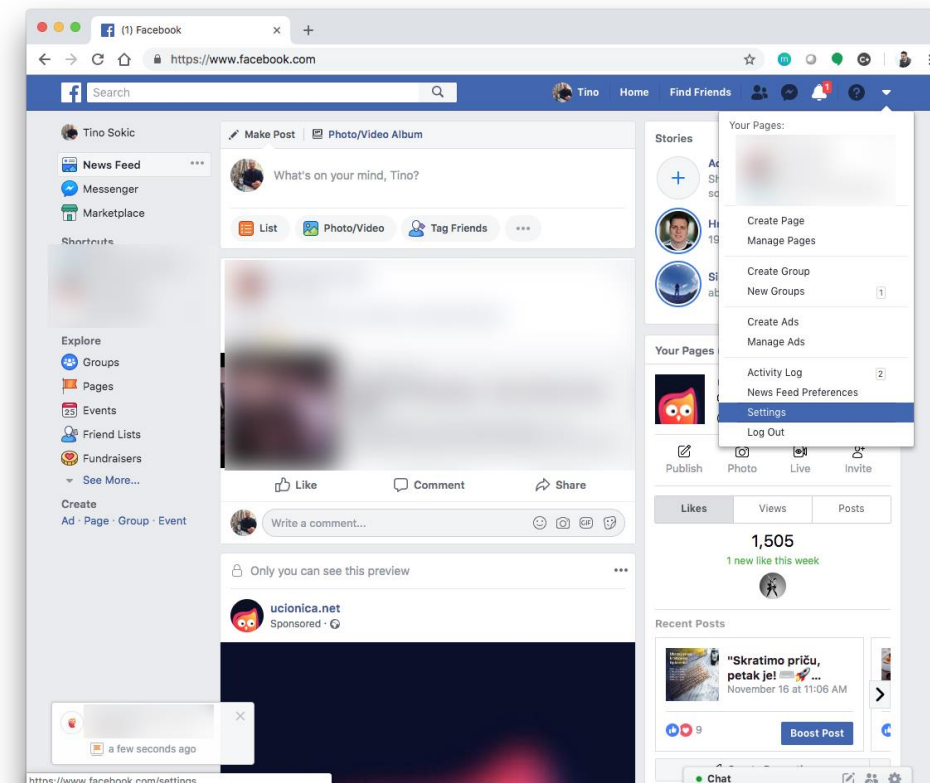 (1) Facebook
https://www.facebook.com
Search
Tino
Home
Find Friends
1
Tino Sokic
News Feed
Messenger
Marketplace
Shortcuts
Explore
Groups
Pages
25 Events
Friend Lists
Fundraisers
See More...
Create
Ad · Page · Group · Event
Make Post
Photo/Video Album
What's on your mind, Tino?
List
Photo/Video
Tag Friends
Like
Comment
Share
Write a comment...
GIF
Only you can see this preview
ucionica.net
Sponsored ·
a few seconds ago
https://www.facebook.com/settings
Stories
19
Your Pages
Publish
Photo
Live
Invite
Likes
Views
Posts
1,505
1 new like this week
Recent Posts
"Skratimo priču,
petak je! ...
November 16 at 11:06 AM
9
Boost Post
Chat
Your Pages:
Create Page
Manage Pages
Create Group
New Groups 1
Create Ads
Manage Ads
Activity Log 2
News Feed Preferences
Settings
Log Out